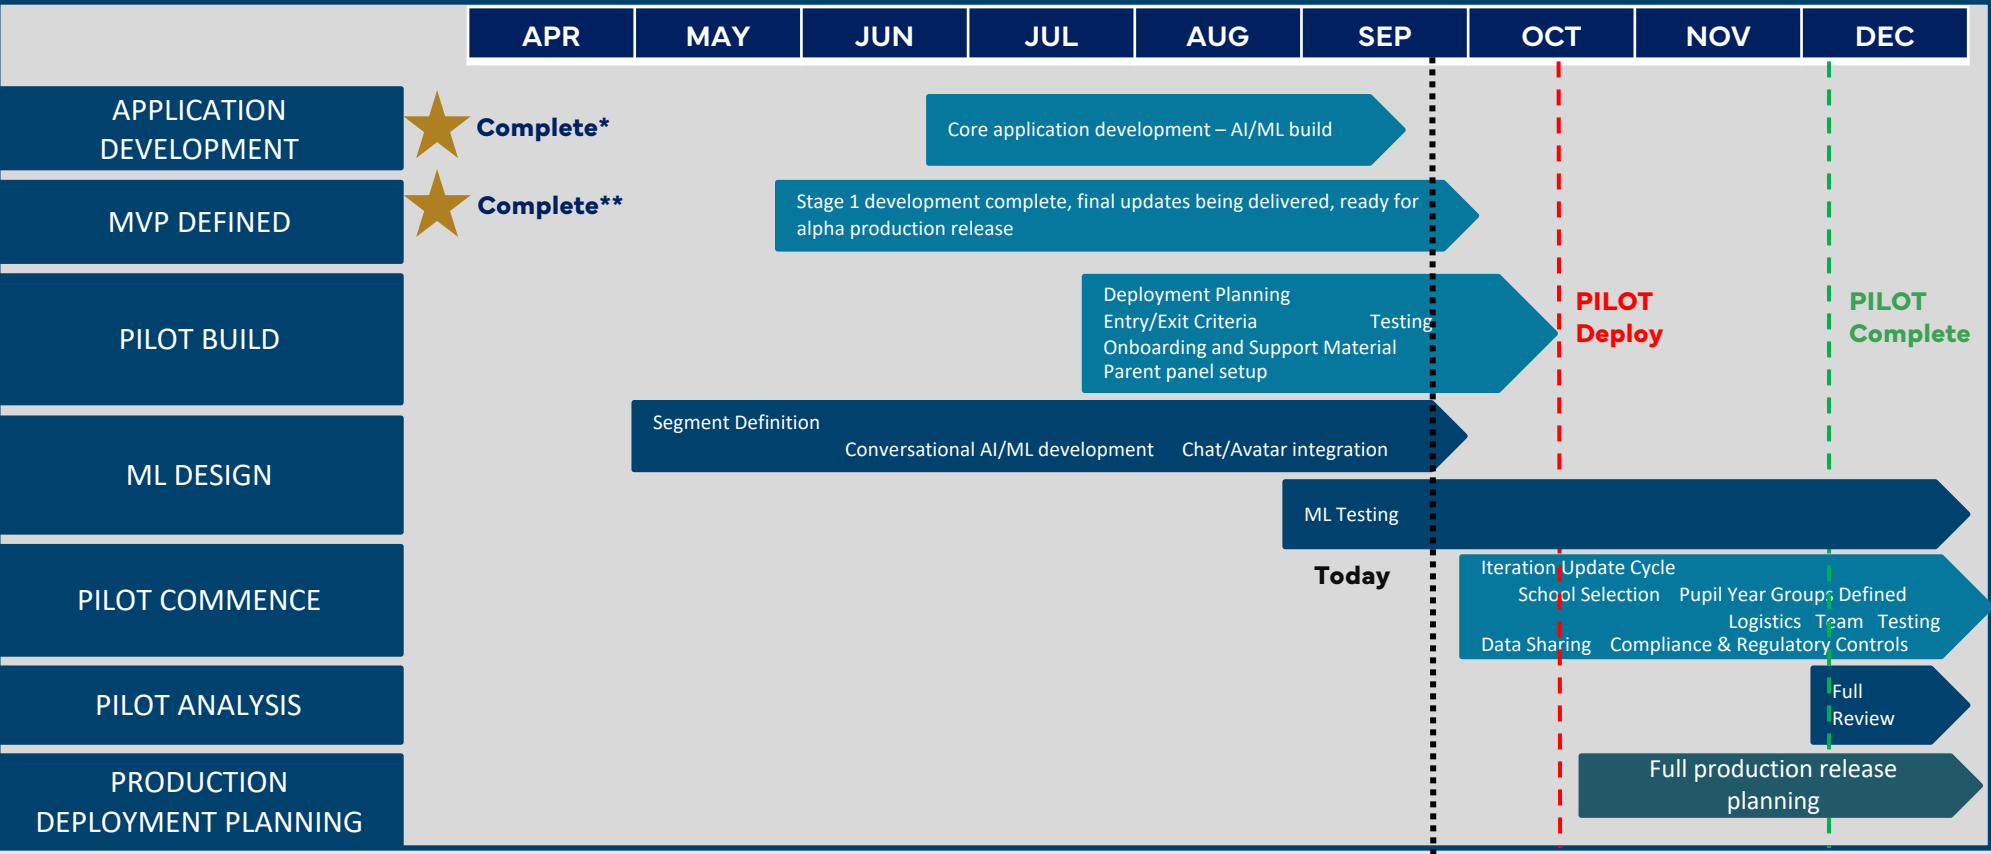 APR MAY JUN JUL AUG SEP OCT NOV DEC
APPLICATION
DEVELOPMENT
Complete*
Core application development – AI/ML build
MVP DEFINED
Complete**
Stage 1 development complete, final updates being delivered, ready for
alpha production release
PILOT BUILD
Deployment Planning
Entry/Exit Criteria Testing
Onboarding and Support Material
Parent panel setup
PILOT
Deploy
PILOT
Complete
ML DESIGN
Segment Definition
Conversational AI/ML development Chat/Avatar integration
ML Testing
Today
PILOT COMMENCE
Iteration Update Cycle
School Selection Pupil Year Groups Defined
Logistics Team Testing
Data Sharing Compliance & Regulatory Controls
PILOT ANALYSIS
Full
Review
PRODUCTION
DEPLOYMENT PLANNING
Full production release
planning